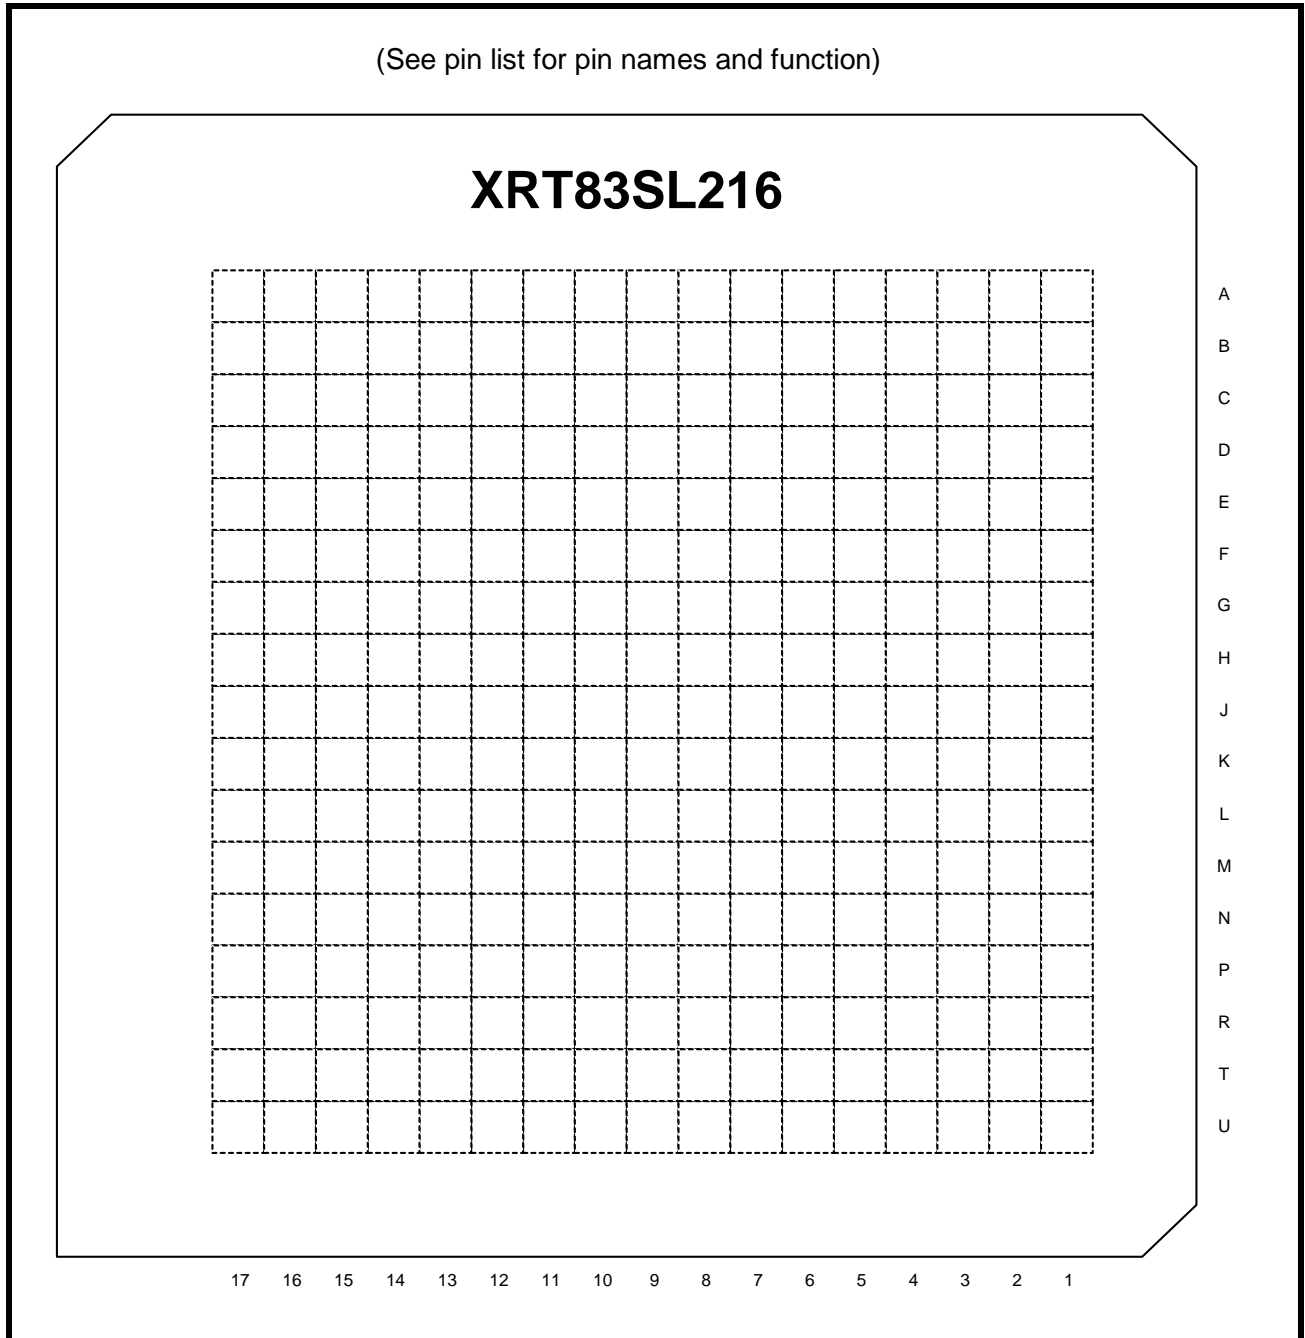 (See pin list for pin names and function)
XRT83SL216
A
B
C
D
E
F
G
H
J
K
L
M
N
P
R
T
U
17 16 15 14 13 12 11 10 9 8 7 6 5 4 3 2 1